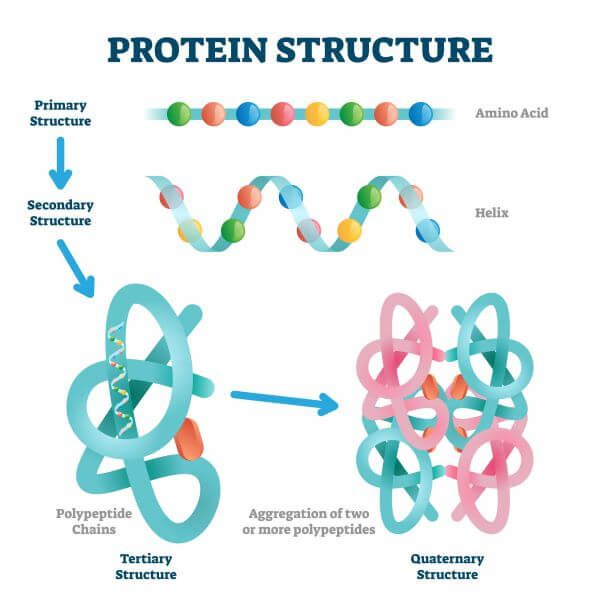 PROTEIN STRUCTURE
Primary
Structure
Amino Acid
Secondary
Structure
Helix
Polypeptide
Chains
Aggregation of two
or more polypeptides
Tertiary
Structure
Quaternary
Structure